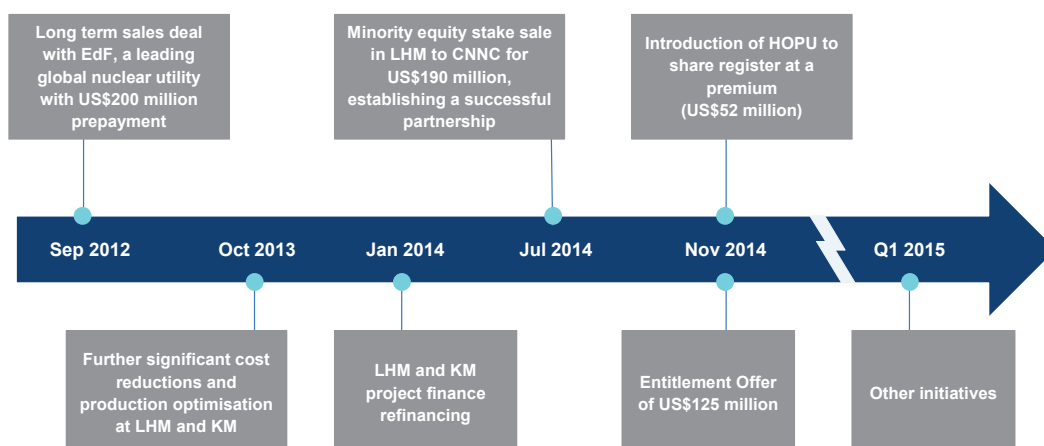 Long term sales deal
with EdF, a leading
global nuclear utility
with US$200 million
prepayment
Minority equity stake sale
in LHM to CNNC for
US$190 million,
establishing a successful
partnership
Introduction of HOPU to
share register at a
premium
(US$52 million)
Sep 2012
Oct 2013
Jan 2014
Jul 2014
Nov 2014
Q1 2015
Further significant cost
reductions and
production optimisation
at LHM and KM
LHM and KM
project finance
refinancing
Entitlement Offer
of US$125 million
Other initiatives